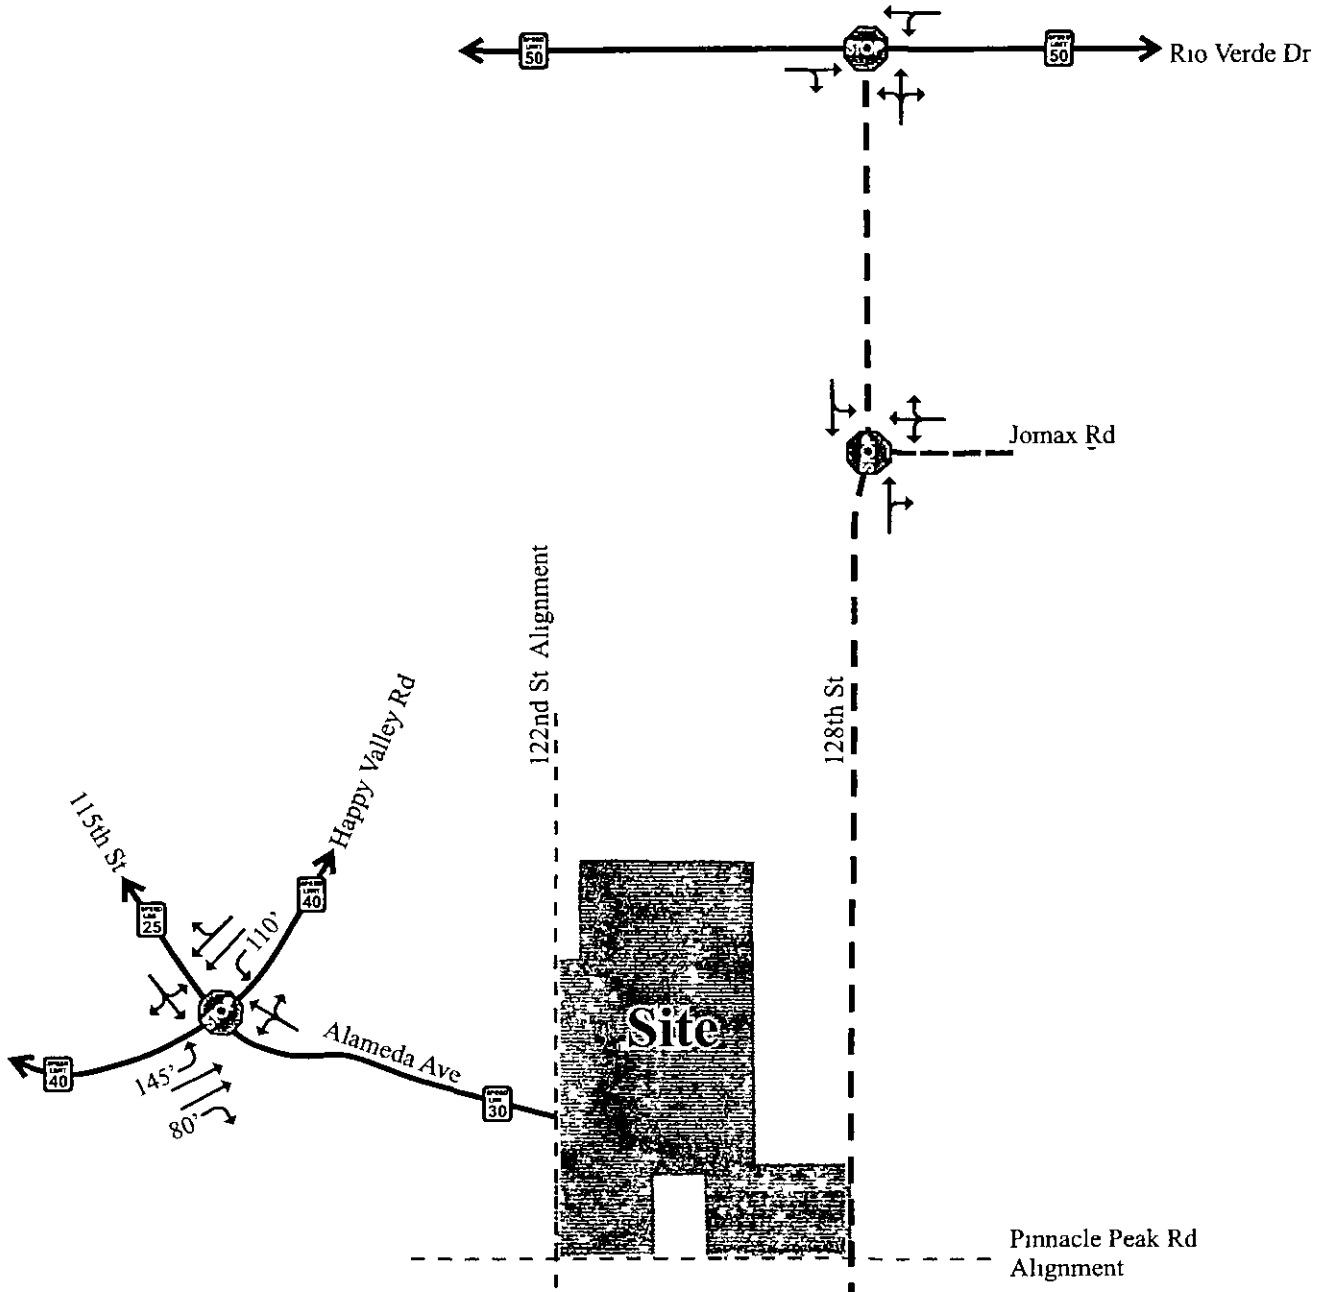 50
50
Rio Verde Dr
Jomax Rd
122nd St Alignment
128th St
Happy Valley Rd
115th St
40
25
110'
Site
Alameda Ave
40
145'
30
80'
Pinnacle Peak Rd
Alignment